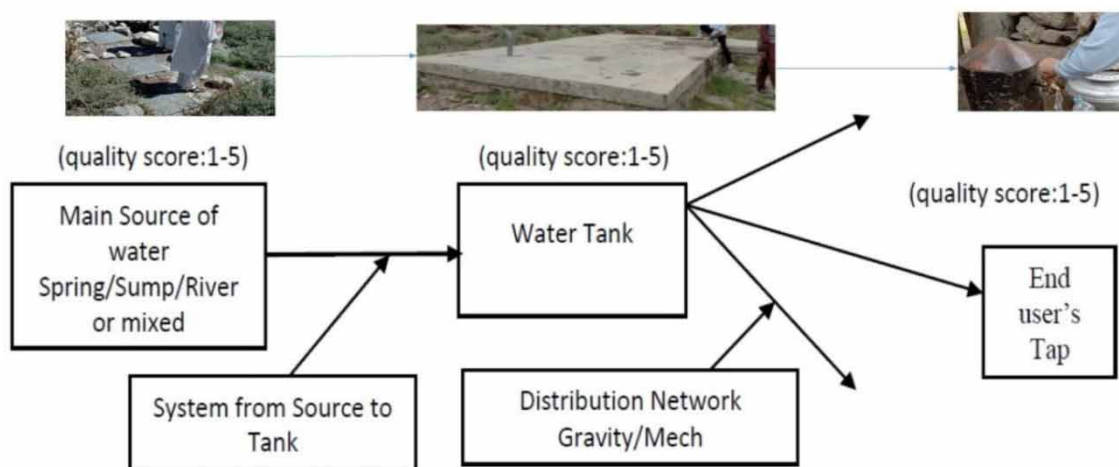 (quality score:1-5)
Main Source of
water
Spring/Sump/River
or mixed
System from Source to
Tank
(quality score:1-5)
Water Tank
Distribution Network
Gravity/Mech
(quality score:1-5)
End
user's
Tap